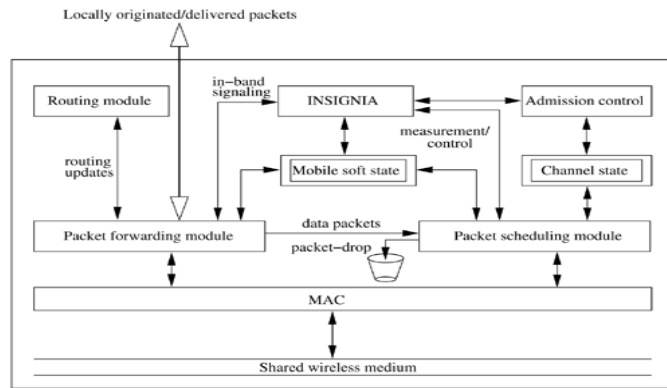 Locally originated/delivered packets
in−band
signaling
Routing module
INSIGNIA
Admission control
measurement/
control
routing
updates
Mobile soft state
Channel state
data packets
Packet forwarding module
Packet scheduling module
packet−drop
MAC
Shared wireless medium